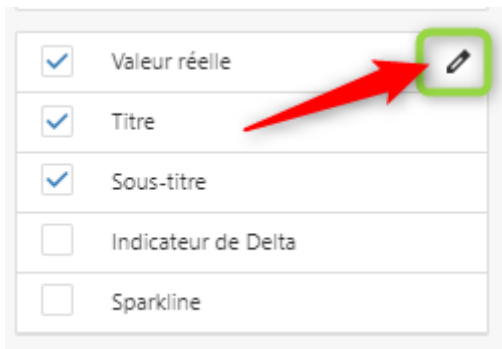 Valeur réelle
Titre
Sous-titre
Indicateur de Delta
Sparkline